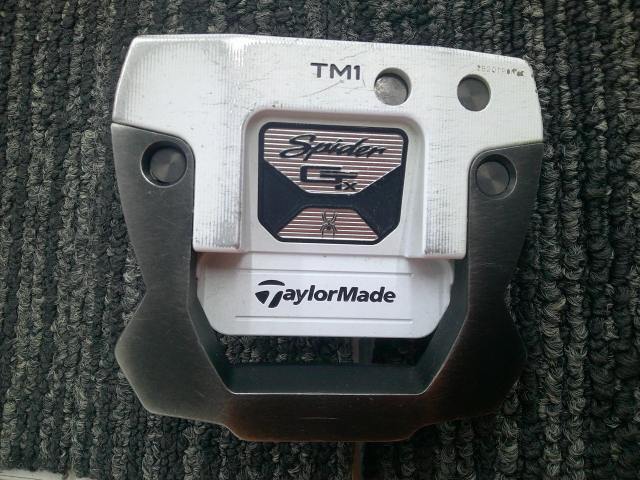 TM1
Spider
GTx
TaylorMade